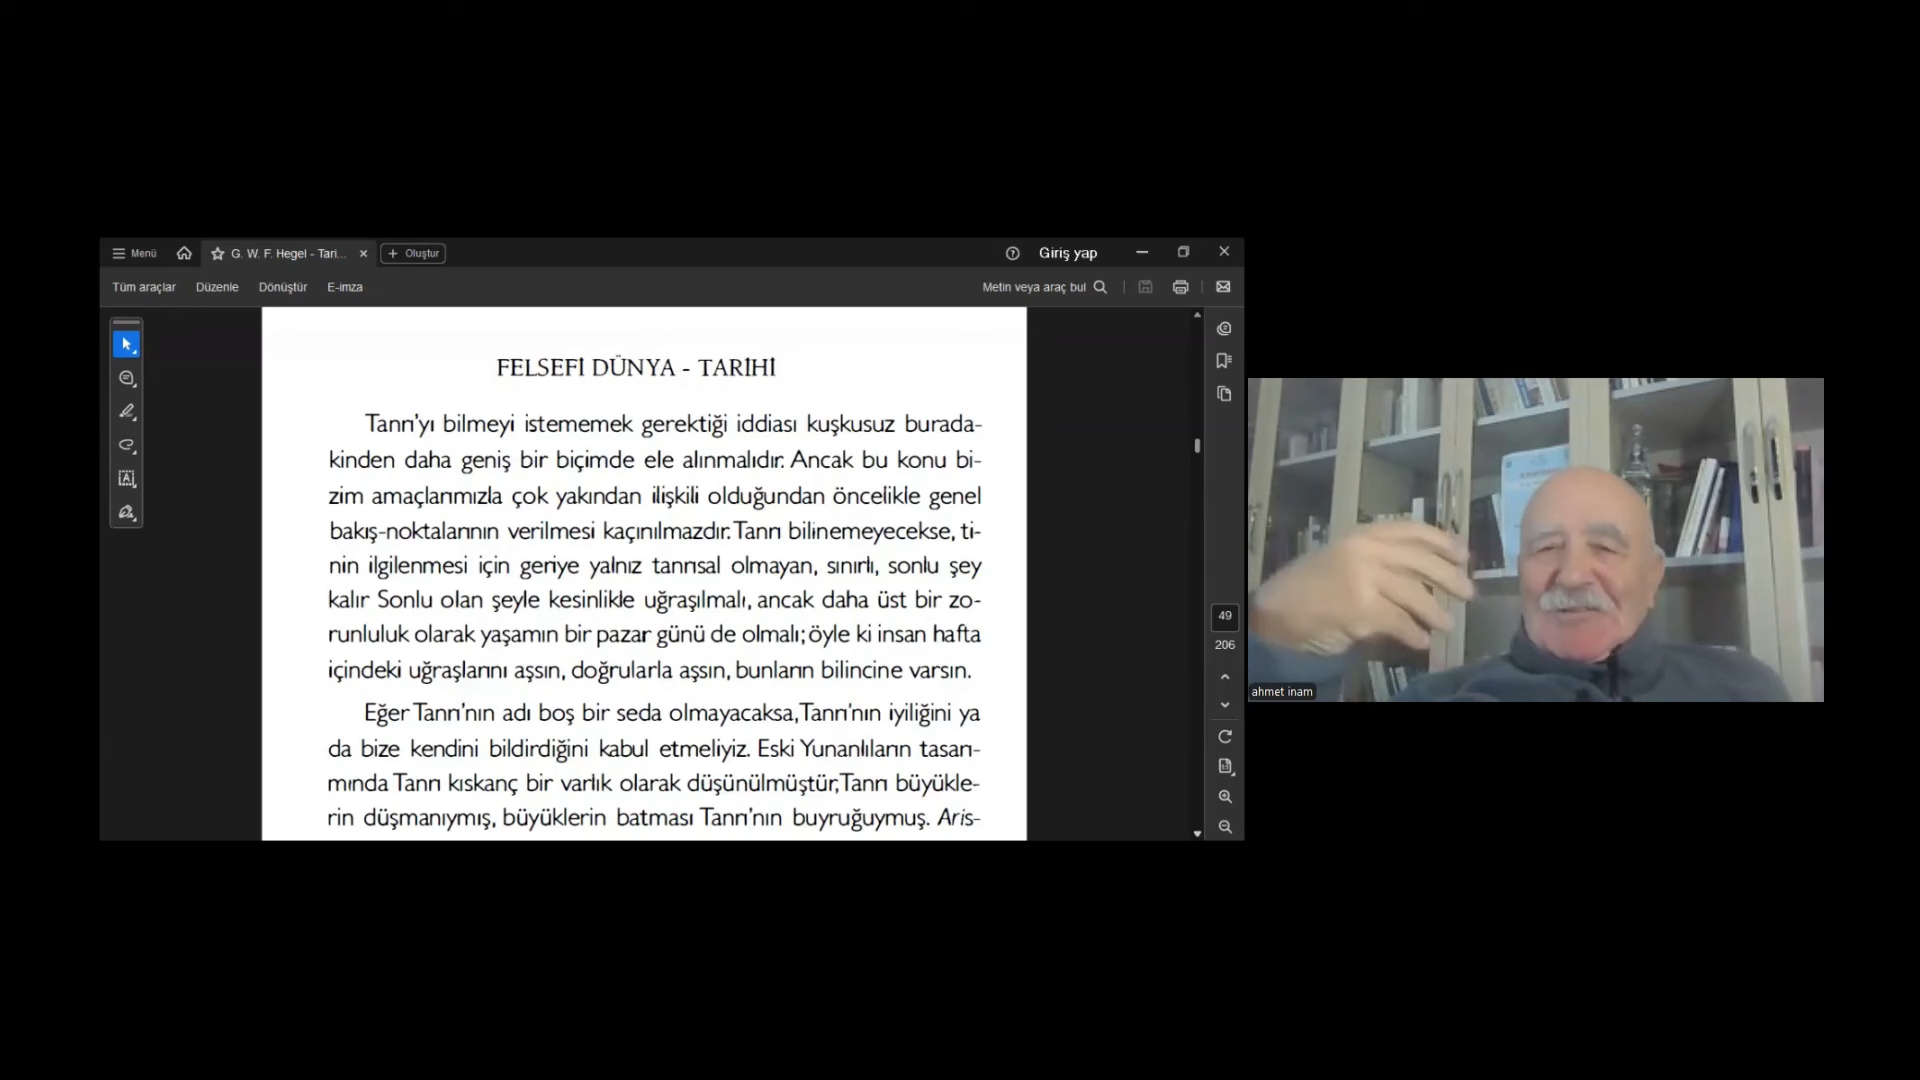 Menü
G. W. F. Hegel - Tari...
Oluştur
Giriş yap
Tüm araçlar
Düzenle
Dönüştür
E-imza
Metin veya araç bul
FELSEFİ DÜNYA - TARİHİ
Tanrı'yı bilmeyi istememek gerektiği iddiası kuşkusuz burada-
kinden daha geniş bir biçimde ele alınmalıdır. Ancak bu konu bi-
zim amaçlarımızla çok yakından ilişkili olduğundan öncelikle genel
bakış-noktalarının verilmesi kaçınılmazdır. Tanrı bilinemeyecekse, ti-
nin ilgilenmesi için geriye yalnız tanrısal olmayan, sınırlı, sonlu şey
kalır Sonlu olan şeyle kesinlikle uğraşılmalı, ancak daha üst bir zo-
runluluk olarak yaşamın bir pazar günü de olmalı; öyle ki insan hafta
içindeki uğraşlarını aşsın, doğrularla aşsın, bunların bilincine varsın.
Eğer Tanrı'nın adı boş bir seda olmayacaksa, Tanrı'nın iyiliğini ya
da bize kendini bildirdiğini kabul etmeliyiz. Eski Yunanlıların tasarı-
mında Tanrı kıskanç bir varlık olarak düşünülmüştür, Tanrı büyükle-
rin düşmanıymış, büyüklerin batması Tanrı'nın buyruğuymuş. Aris-
49
206
ahmet inam